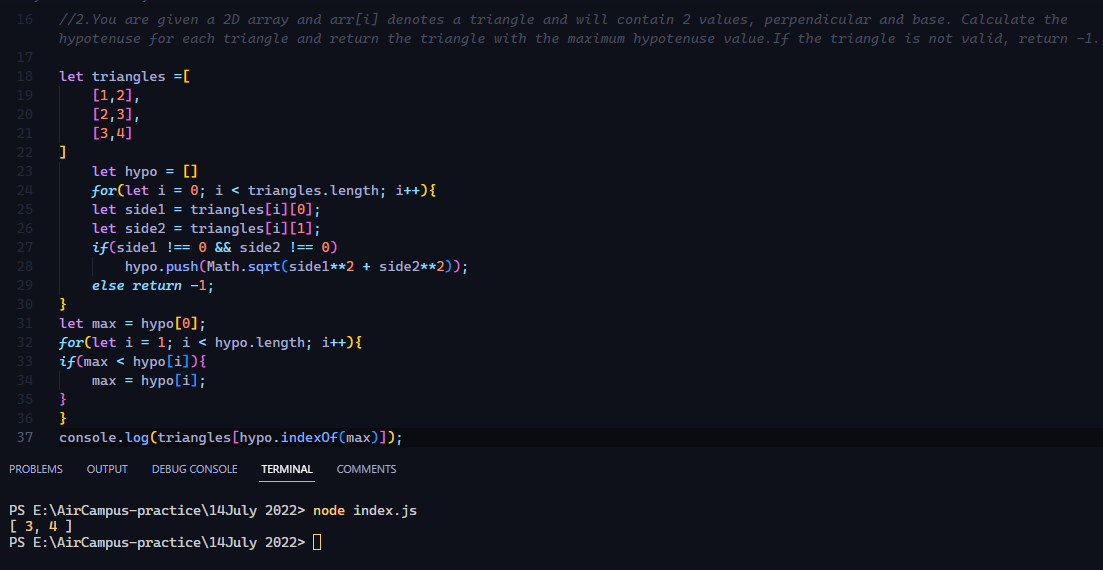 16 //2.You are given a 2D array and arr[i] denotes a triangle and will contain 2 values, perpendicular and base. Calculate the
hypotenuse for each triangle and return the triangle with the maximum hypotenuse value.If the triangle is not valid, return -1.
17
18 let triangles =[
19     [1,2],
20     [2,3],
21     [3,4]
22 ]
23     let hypo = []
24     for(let i = 0; i < triangles.length; i++){
25     let side1 = triangles[i][0];
26     let side2 = triangles[i][1];
27     if(side1 !== 0 && side2 !== 0)
28         hypo.push(Math.sqrt(side1**2 + side2**2));
29     else return -1;
30 }
31 let max = hypo[0];
32 for(let i = 1; i < hypo.length; i++){
33 if(max < hypo[i]){
34     max = hypo[i];
35 }
36 }
37 console.log(triangles[hypo.indexOf(max)]);
PROBLEMS OUTPUT DEBUG CONSOLE TERMINAL COMMENTS
PS E:\AirCampus-practice\14July 2022> node index.js
[ 3, 4 ]
PS E:\AirCampus-practice\14July 2022>